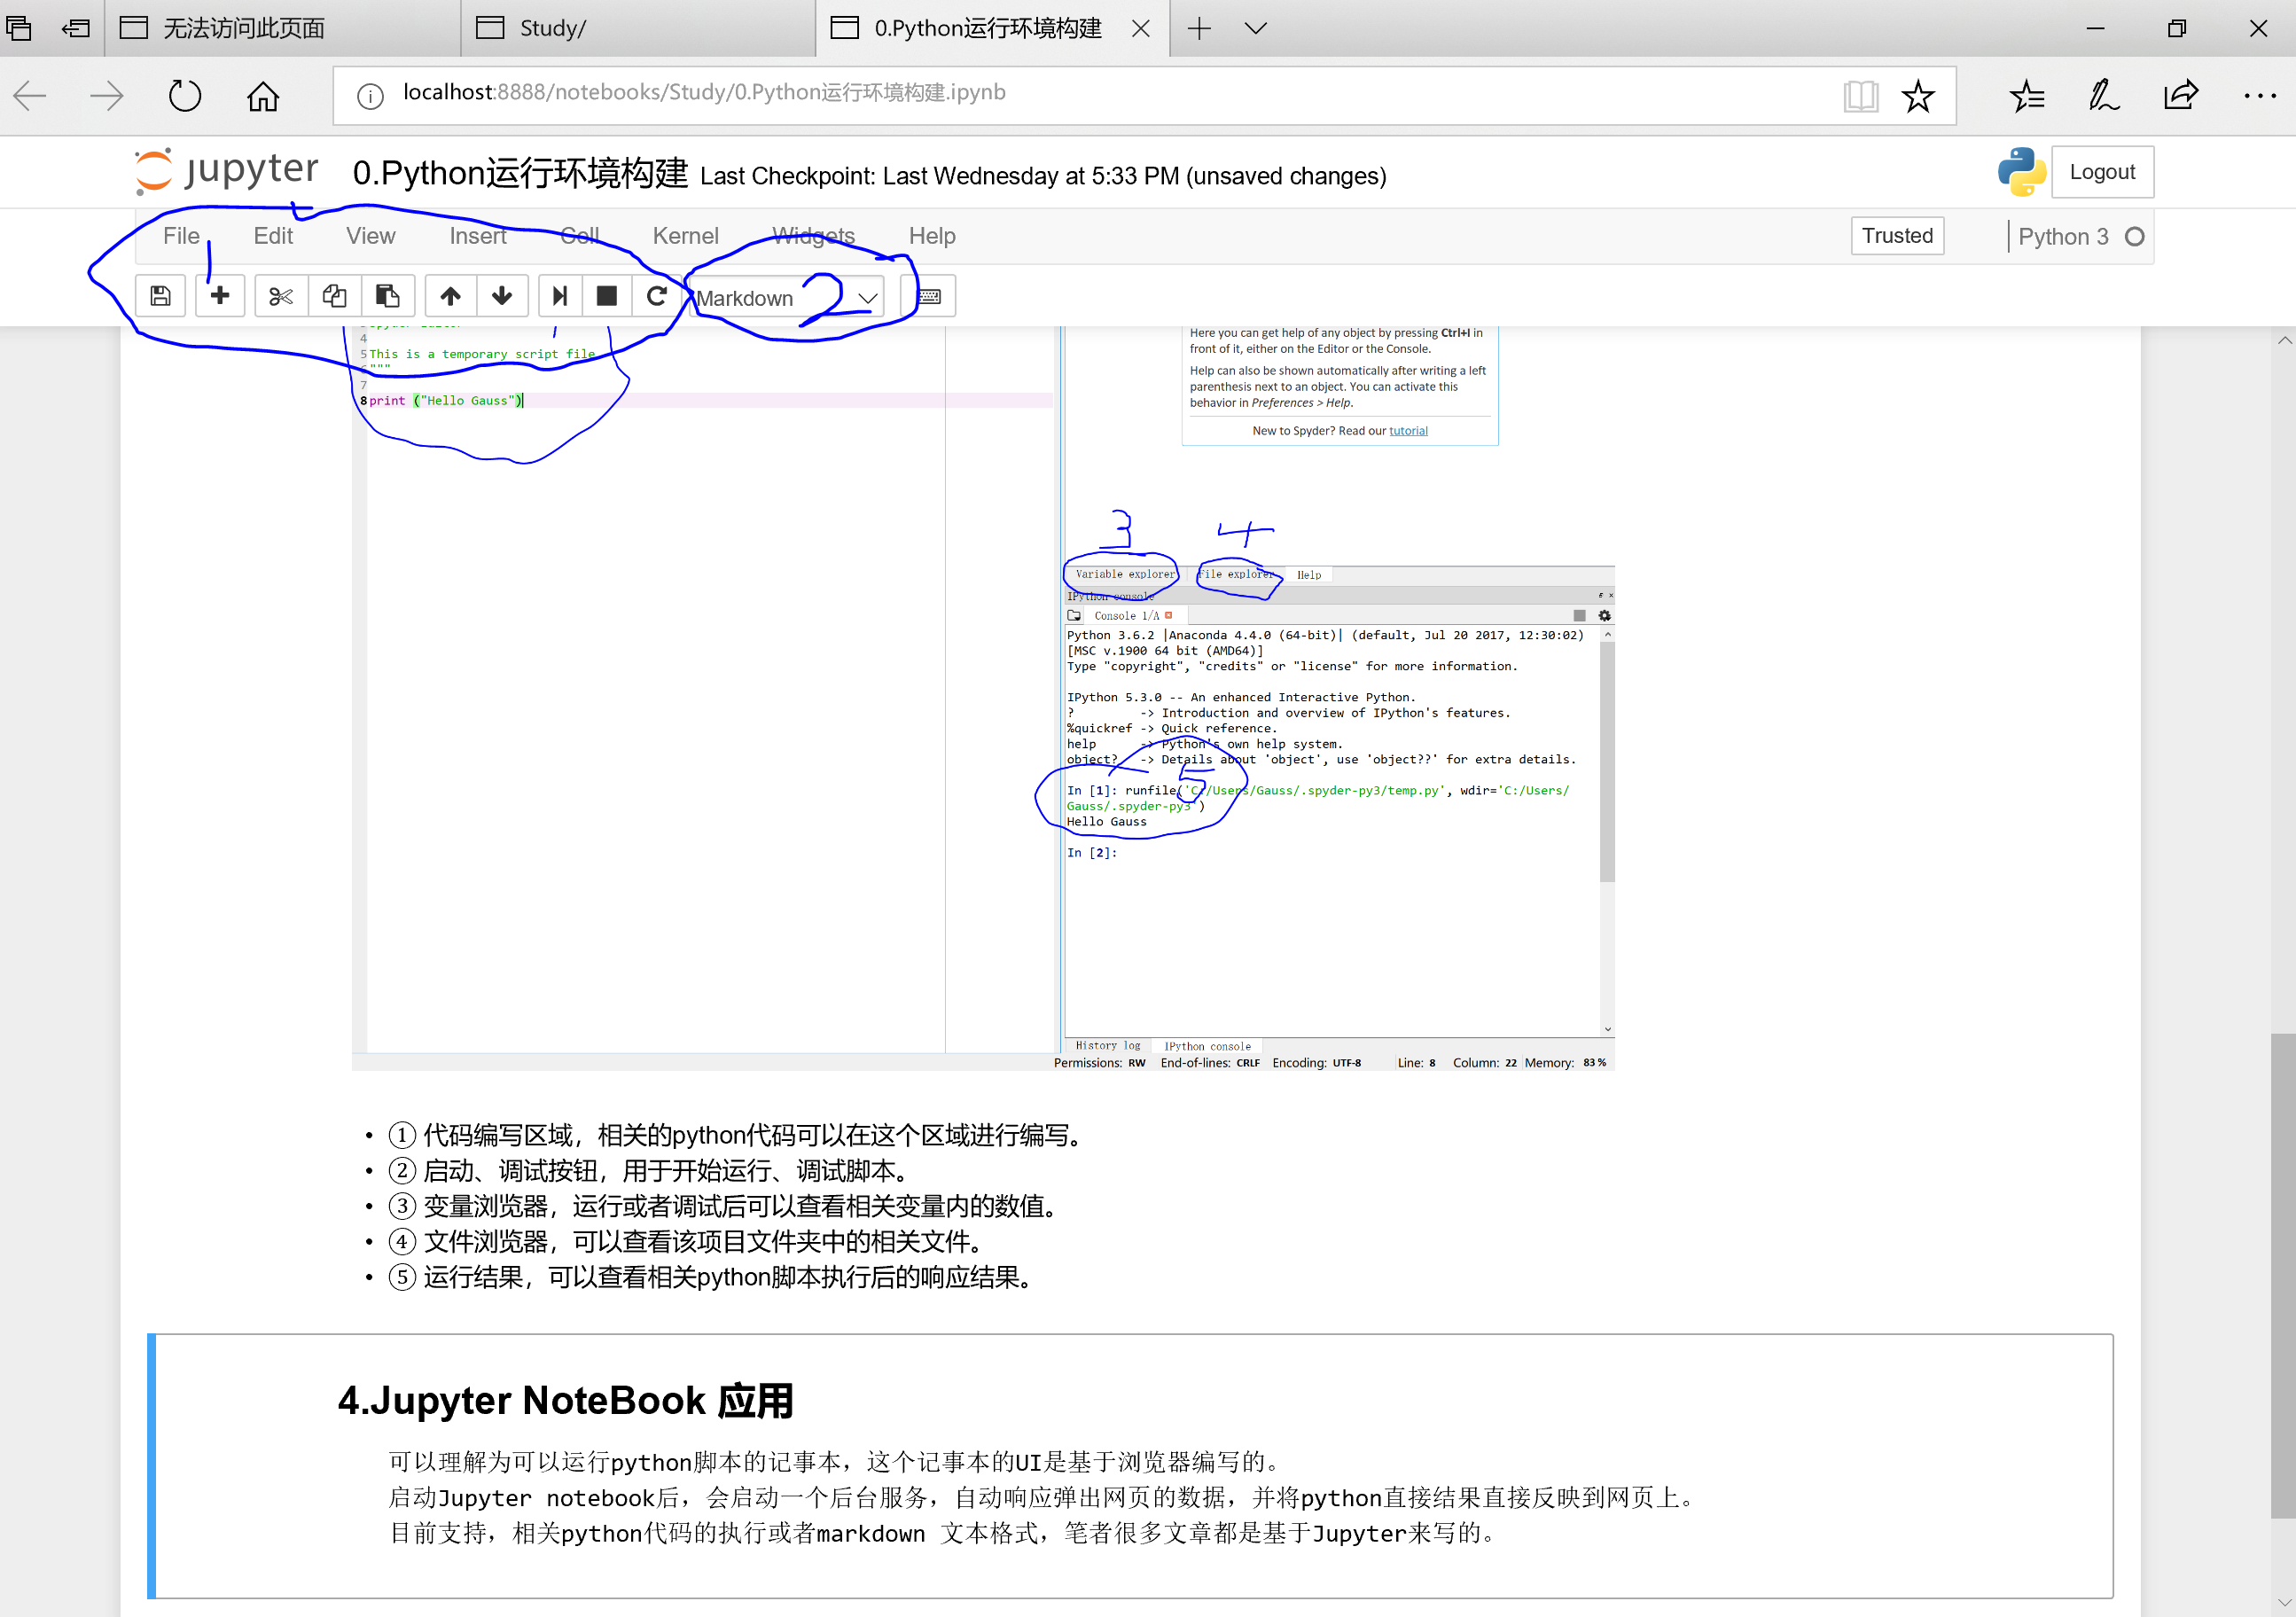 无法访问此页面 Study/ 0.Python运行环境构建
localhost:8888/notebooks/Study/0.Python运行环境构建.ipynb
jupyter 0.Python运行环境构建 Last Checkpoint: Last Wednesday at 5:33 PM (unsaved changes) Logout
File Edit View Insert Cell Kernel Widgets Help Trusted Python 3
1
Markdown 2
4
5 This is a temporary script file
6 """
7
8 print ("Hello Gauss")
Here you can get help of any object by pressing Ctrl+I in
front of it, either on the Editor or the Console.
Help can also be shown automatically after writing a left
parenthesis next to an object. You can activate this
behavior in Preferences > Help.
New to Spyder? Read our tutorial
3 4
Variable explorer File explorer Help
IPython console
Console 1/A
Python 3.6.2 |Anaconda 4.4.0 (64-bit)| (default, Jul 20 2017, 12:30:02)
[MSC v.1900 64 bit (AMD64)]
Type "copyright", "credits" or "license" for more information.
IPython 5.3.0 -- An enhanced Interactive Python.
? -> Introduction and overview of IPython's features.
%quickref -> Quick reference.
help -> Python's own help system.
object? -> Details about 'object', use 'object??' for extra details.
5
In [1]: runfile('C:/Users/Gauss/.spyder-py3/temp.py', wdir='C:/Users/
Gauss/.spyder-py3')
Hello Gauss
In [2]:
History log IPython console
Permissions: RW End-of-lines: CRLF Encoding: UTF-8 Line: 8 Column: 22 Memory: 83 %
• ① 代码编写区域，相关的python代码可以在这个区域进行编写。
• ② 启动、调试按钮，用于开始运行、调试脚本。
• ③ 变量浏览器，运行或者调试后可以查看相关变量内的数值。
• ④ 文件浏览器，可以查看该项目文件夹中的相关文件。
• ⑤ 运行结果，可以查看相关python脚本执行后的响应结果。
4.Jupyter NoteBook 应用
可以理解为可以运行python脚本的记事本，这个记事本的UI是基于浏览器编写的。
启动Jupyter notebook后，会启动一个后台服务，自动响应弹出网页的数据，并将python直接结果直接反映到网页上。
目前支持，相关python代码的执行或者markdown 文本格式，笔者很多文章都是基于Jupyter来写的。